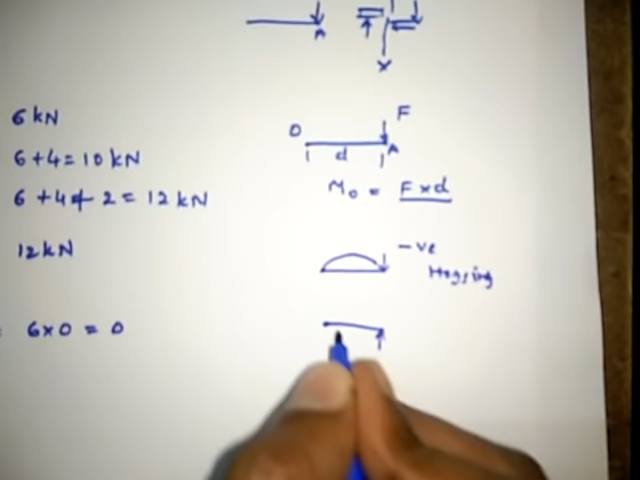 A
x
6 kN
6+4=10 kN
6 +4+ 2 = 12 kN
12 kN
6×0 = 0
F
O
A
d
M₀ = F×d
-ve
Hogging